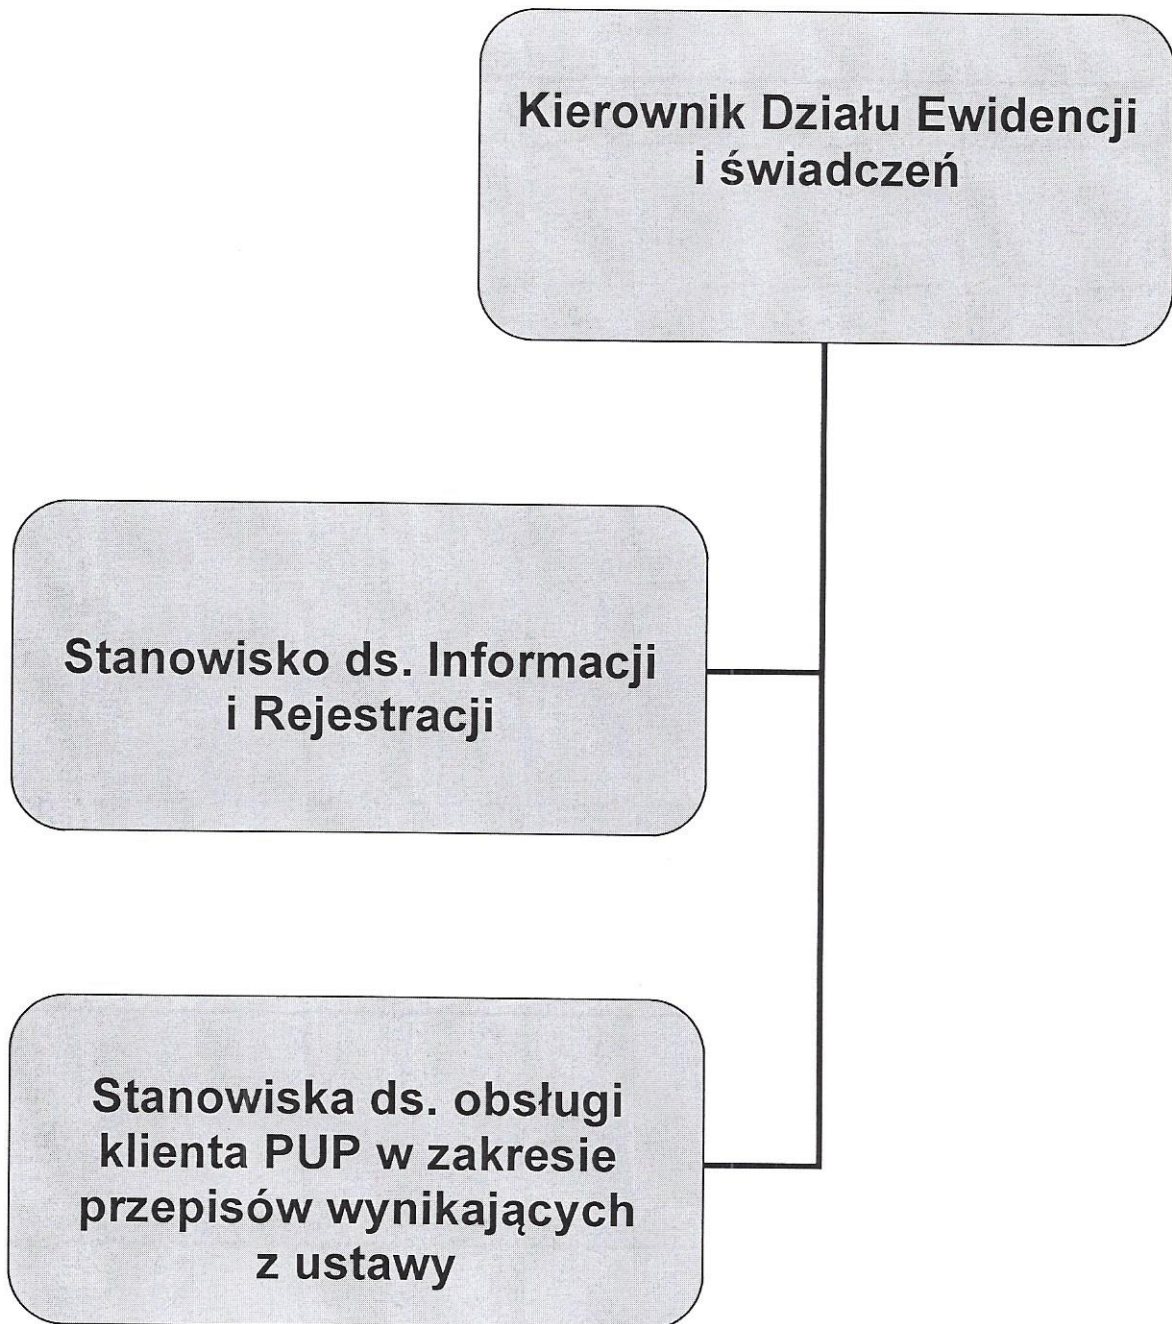 Kierownik Działu Ewidencji
i świadczeń
Stanowisko ds. Informacji
i Rejestracji
Stanowiska ds. obsługi
klienta PUP w zakresie
przepisów wynikających
z ustawy